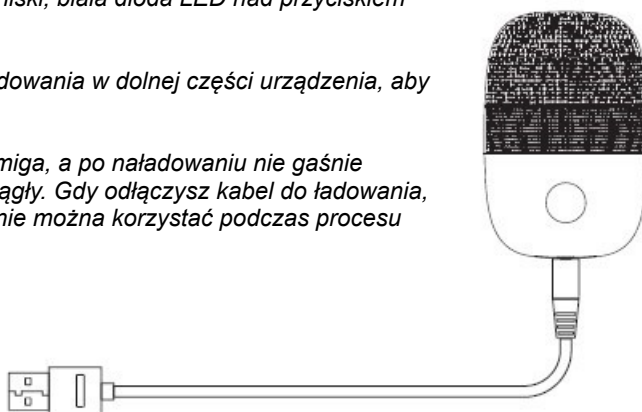 niski, biała dioda LED nad przyciskiem
dowania w dolnej części urządzenia, aby
miga, a po naładowaniu nie gaśnie
ągły. Gdy odłączysz kabel do ładowania,
nie można korzystać podczas procesu